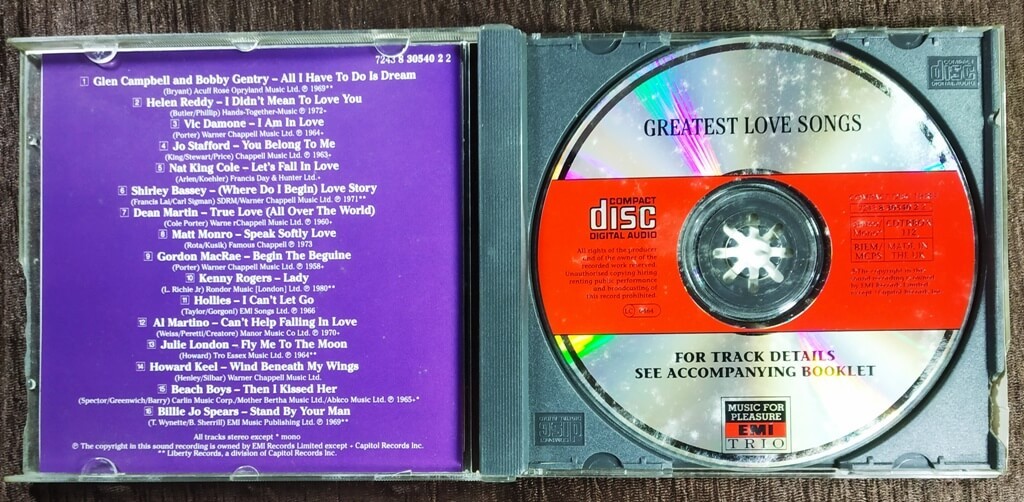 7243 8 30540 2 2
1 Glen Campbell and Bobby Gentry – All I Have To Do Is Dream
(Bryant) Acuff Rose Opryland Music Ltd. ℗ 1969**
2 Helen Reddy – I Didn't Mean To Love You
(Butler/Phillip) Hands-Together-Music ℗ 1972+
3 Vic Damone – I Am In Love
(Porter) Warner Chappell Music Ltd. ℗ 1964+
4 Jo Stafford – You Belong To Me
(King/Stewart/Price) Chappell Music Ltd. ℗ 1963+
5 Nat King Cole – Let's Fall In Love
(Arlen/Koehler) Francis Day & Hunter Ltd.+
6 Shirley Bassey – (Where Do I Begin) Love Story
(Francis Lai/Carl Sigman) SDRM/Warner Chappell Music Ltd. ℗ 1971**
7 Dean Martin – True Love (All Over The World)
(Cole Porter) Warne rChappell Music Ltd. ℗ 1960+
8 Matt Monro – Speak Softly Love
(Rota/Kusik) Famous Chappell ℗ 1973
9 Gordon MacRae – Begin The Beguine
(Porter) Warner Chappell Music Ltd. ℗ 1958+
10 Kenny Rogers – Lady
(L. Richie Jr) Rondor Music [London] Ltd. ℗ 1980**
11 Hollies – I Can't Let Go
(Taylor/Gorgoni) EMI Songs Ltd. ℗ 1966
12 Al Martino – Can't Help Falling In Love
(Weiss/Peretti/Creatore) Manor Music Co Ltd. ℗ 1970+
13 Julie London – Fly Me To The Moon
(Howard) Tro Essex Music Ltd. ℗ 1964**
14 Howard Keel – Wind Beneath My Wings
(Henley/Silbar) Warner Chappell Music Ltd.
15 Beach Boys – Then I Kissed Her
(Spector/Greenwich/Barry) Carlin Music Corp./Mother Bertha Music Ltd./Abkco Music Ltd. ℗ 1965+*
16 Billie Jo Spears – Stand By Your Man
(T. Wynette/B. Sherrill) EMI Music Publishing Ltd. ℗ 1969**
All tracks stereo except * mono
℗ The copyright in this sound recording is owned by EMI Records Limited except + Capitol Records Inc.
** Liberty Records, a division of Capitol Records Inc.
GREATEST LOVE SONGS
COMPACT
disc
DIGITAL AUDIO
All rights of the producer
and of the owner of the
recorded work reserved.
Unauthorised copying hiring
renting public performance
and broadcasting of
this record prohibited.
LC
8 30540 2 2
BIEM/
MCPS
MADE IN
THE UK
FOR TRACK DETAILS
SEE ACCOMPANYING BOOKLET
MUSIC FOR
PLEASURE
EMI
TRIO
COMPACT
disc
DIGITAL AUDIO